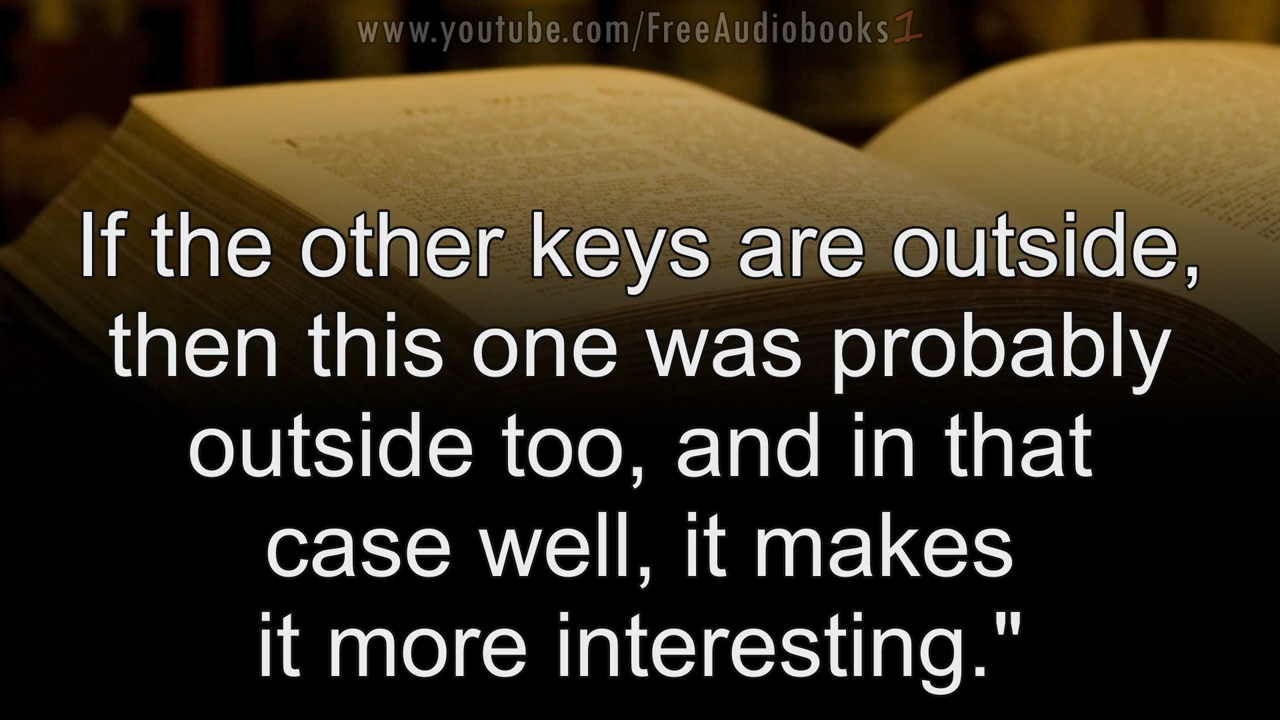 www.youtube.com/FreeAudiobooks1
If the other keys are outside,
then this one was probably
outside too, and in that
case well, it makes
it more interesting."